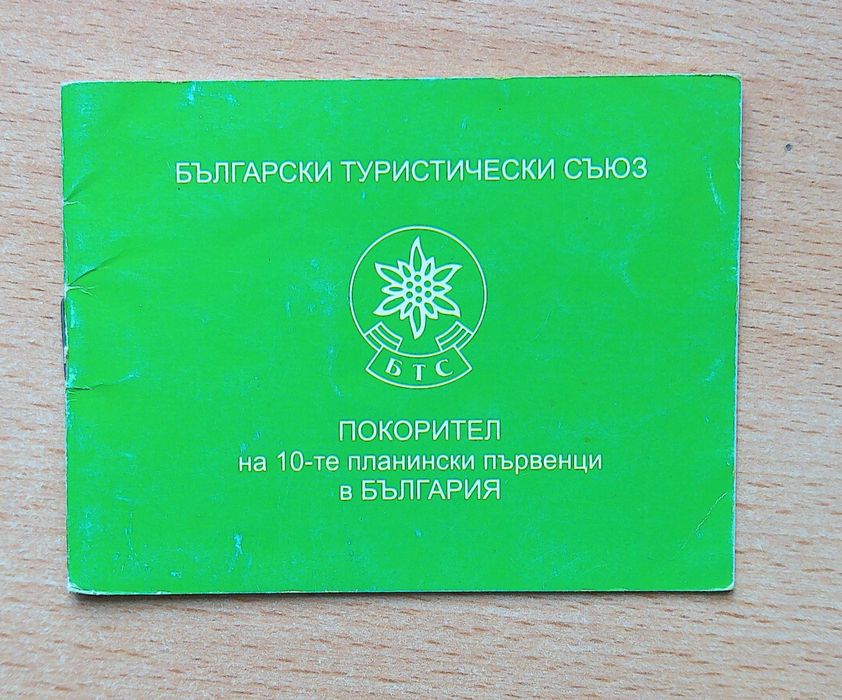 БЪЛГАРСКИ ТУРИСТИЧЕСКИ СЪЮЗ
БТС
ПОКОРИТЕЛ
на 10-те планински първенци
в БЪЛГАРИЯ